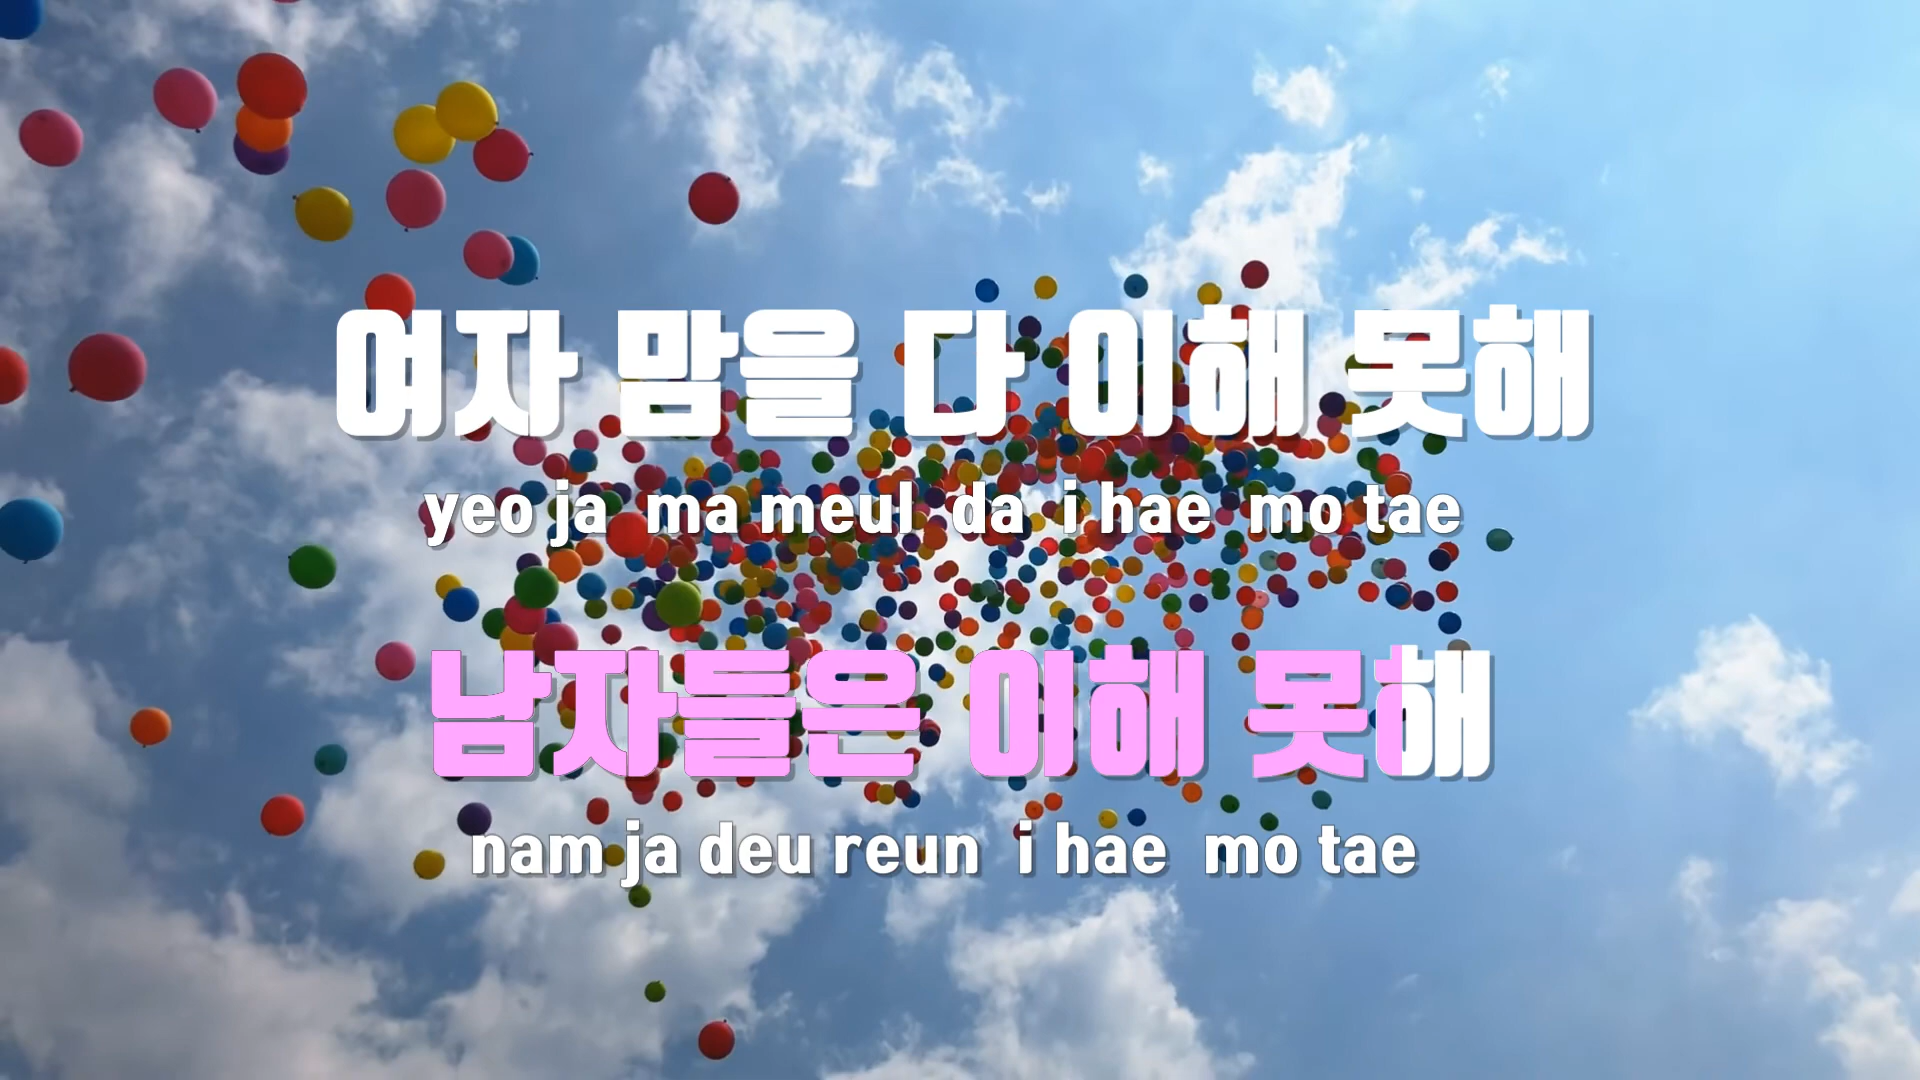 여자 맘을 다 이해 못해
yeo ja ma meul da i hae mo tae
남자들은 이해 못해
nam ja deu reun i hae mo tae